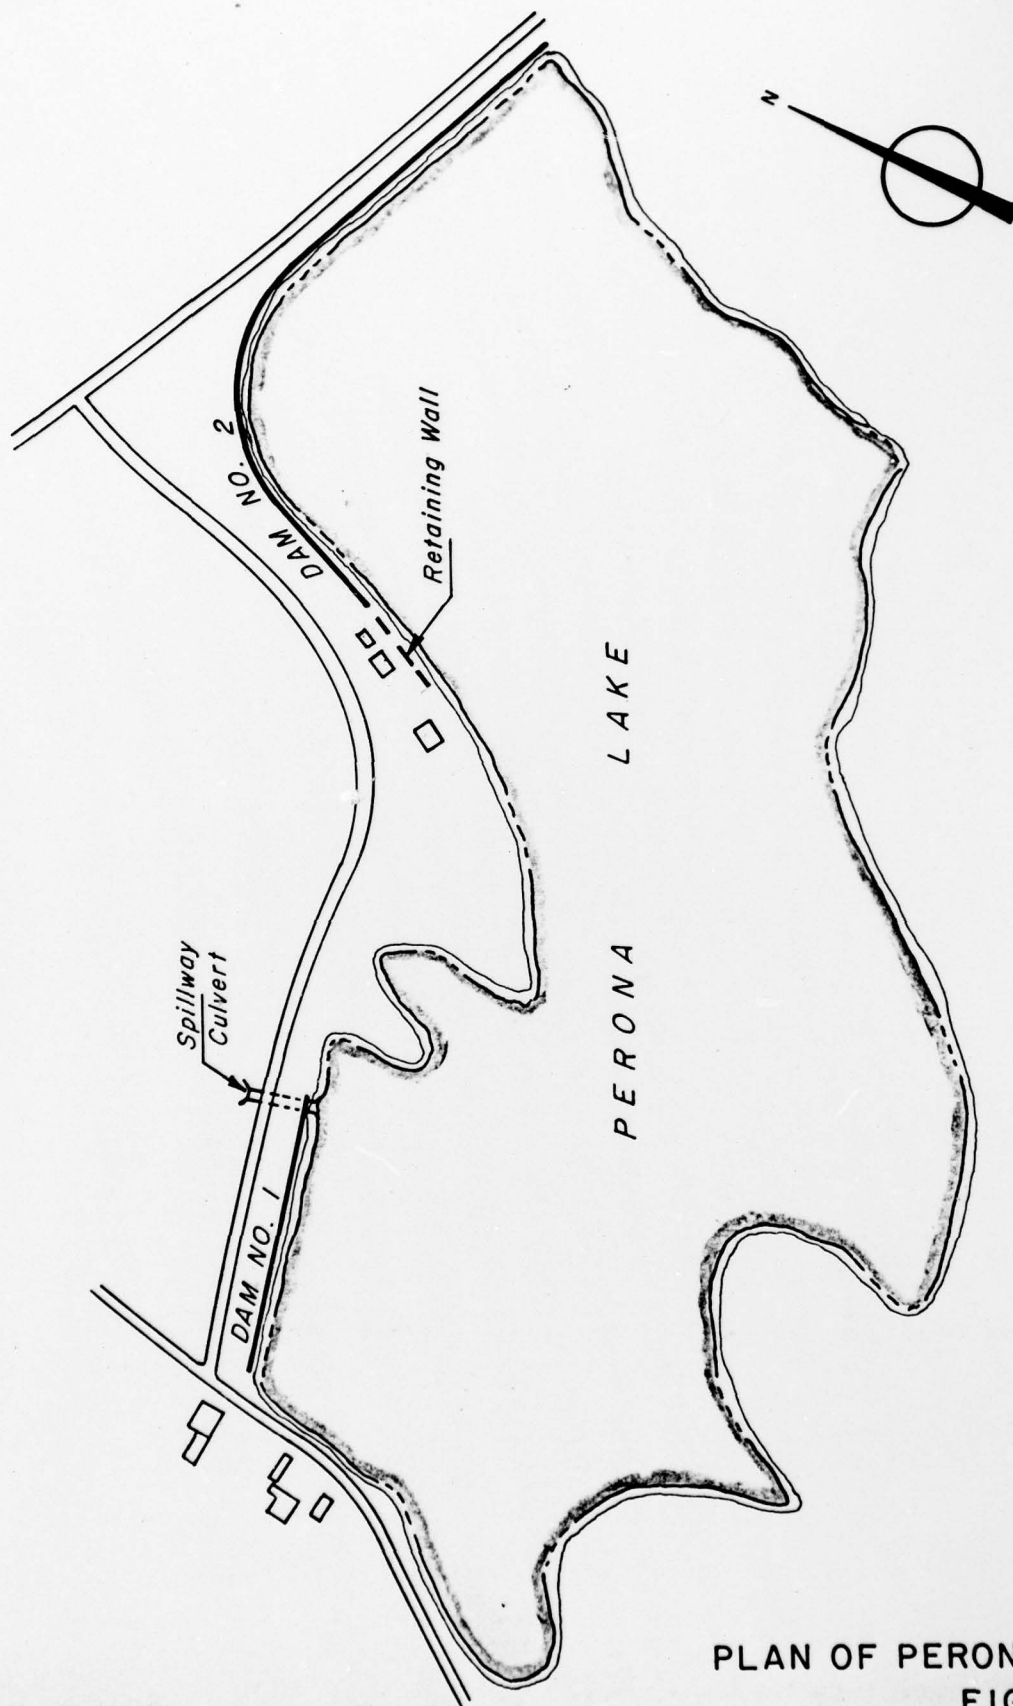 N
DAM NO. 2
Retaining Wall
Spillway
Culvert
DAM NO. 1
PERONA LAKE
PLAN OF PERON
FIG